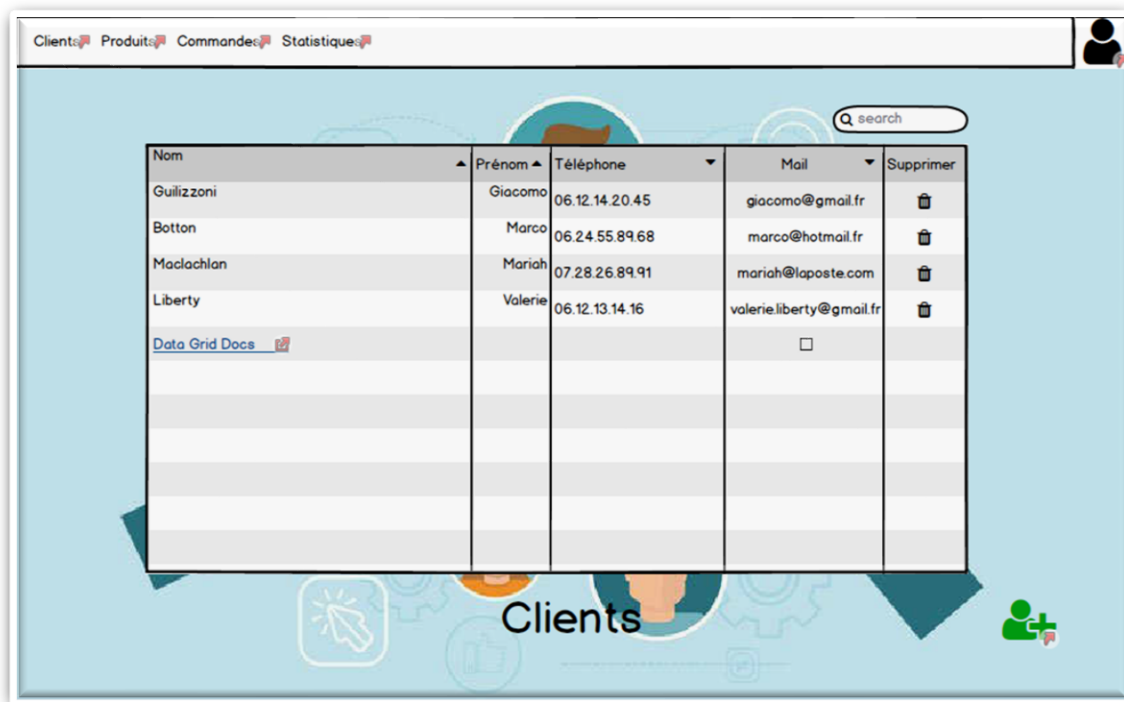 Clients Produits Commandes Statistiques
search
Nom Prénom Téléphone Mail Supprimer
Guilizzoni Giacomo 06.12.14.20.45 giacomo@gmail.fr
Botton Marco 06.24.55.89.68 marco@hotmail.fr
Maclachlan Mariah 07.28.26.89.91 mariah@laposte.com
Liberty Valerie 06.12.13.14.16 valerie.liberty@gmail.fr
Data Grid Docs
Clients